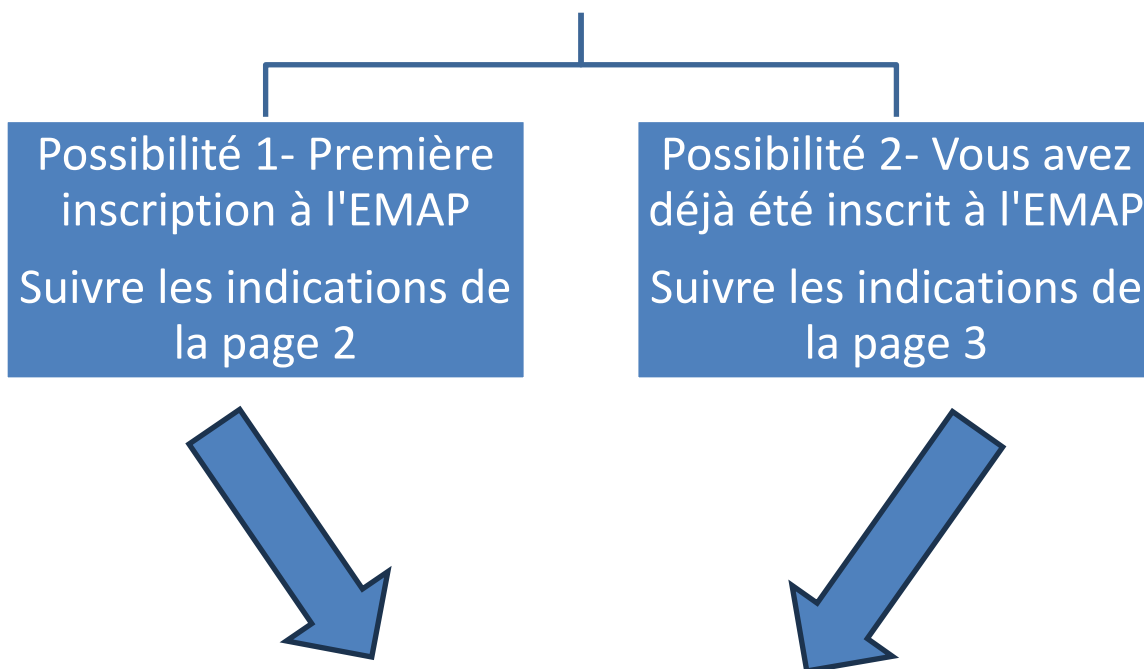 Possibilité 1- Première
inscription à l'EMAP
Suivre les indications de
la page 2
Possibilité 2- Vous avez
déjà été inscrit à l'EMAP
Suivre les indications de
la page 3